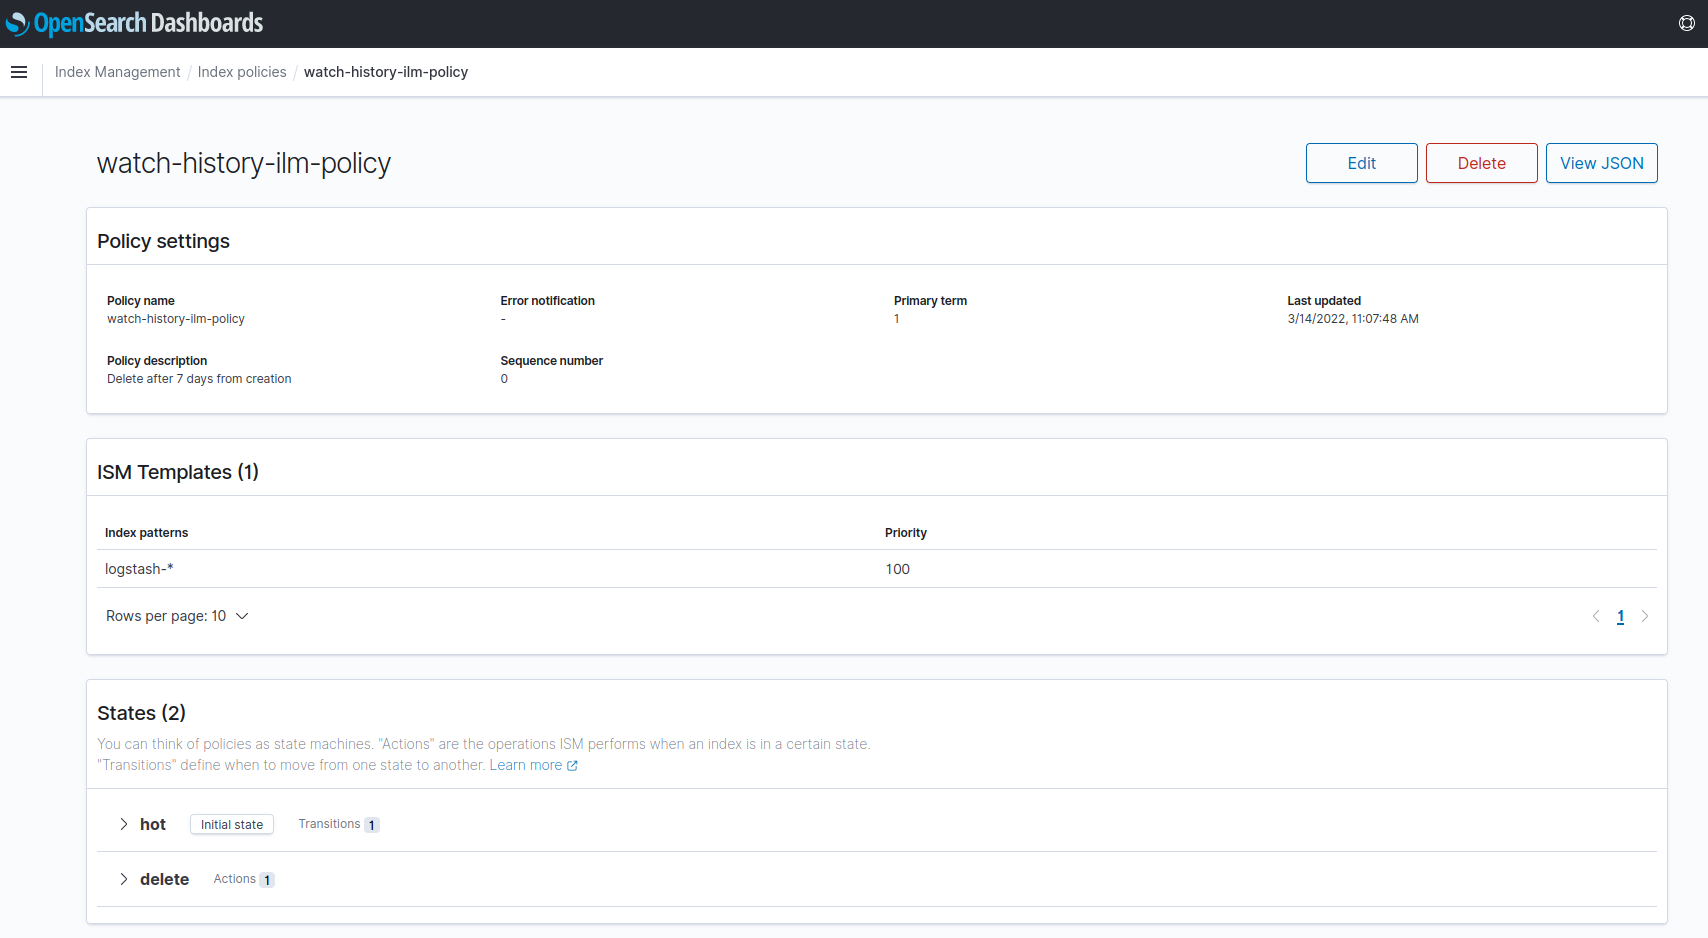 OpenSearch Dashboards
Index Management / Index policies / watch-history-ilm-policy
watch-history-ilm-policy
Edit
Delete
View JSON
Policy settings
Policy name
watch-history-ilm-policy
Error notification
-
Primary term
1
Last updated
3/14/2022, 11:07:48 AM
Policy description
Delete after 7 days from creation
Sequence number
0
ISM Templates (1)
Index patterns
Priority
logstash-*
100
Rows per page: 10
1
States (2)
You can think of policies as state machines. "Actions" are the operations ISM performs when an index is in a certain state.
"Transitions" define when to move from one state to another. Learn more
hot
Initial state
Transitions 1
delete
Actions 1